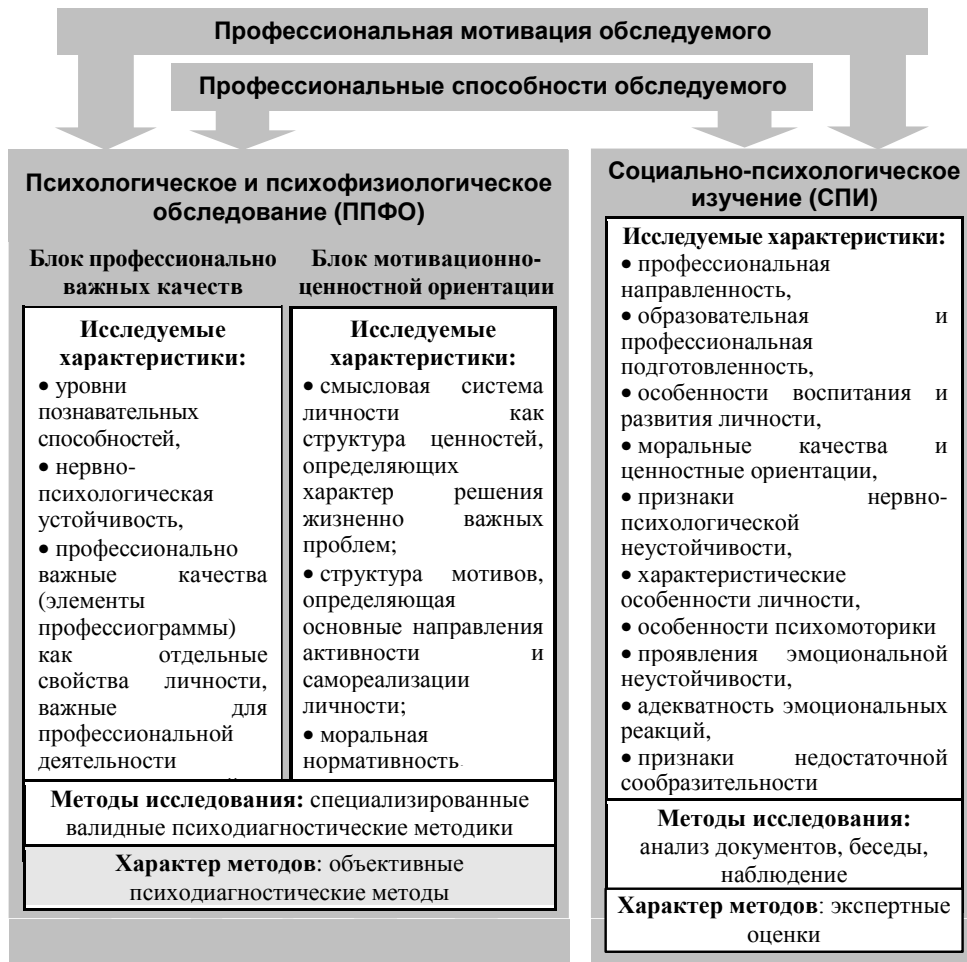 Профессиональная мотивация обследуемого
Профессиональные способности обследуемого
Психологическое и психофизиологическое
обследование (ППФО)
Блок профессионально
важных качеств
Исследуемые
характеристики:
• уровни
познавательных
способностей,
• нервно-
психологическая
устойчивость,
• профессионально
важные качества
(элементы
профессиограммы)
как отдельные
свойства личности,
важные для
профессиональной
деятельности
Блок мотивационно-
ценностной ориентации
Исследуемые
характеристики:
• смысловая система
личности как
структура ценностей,
определяющих
характер решения
жизненно важных
проблем;
• структура мотивов,
определяющая
основные направления
активности и
самореализации
личности;
• моральная
нормативность
Методы исследования: специализированные
валидные психодиагностические методики
Характер методов: объективные
психодиагностические методы
Социально-психологическое
изучение (СПИ)
Исследуемые характеристики:
• профессиональная
направленность,
• образовательная и
профессиональная
подготовленность,
• особенности воспитания и
развития личности,
• моральные качества и
ценностные ориентации,
• признаки нервно-
психологической
неустойчивости,
• характеристические
особенности личности,
• особенности психомоторики
• проявления эмоциональной
неустойчивости,
• адекватность эмоциональных
реакций,
• признаки недостаточной
сообразительности
Методы исследования:
анализ документов, беседы,
наблюдение
Характер методов: экспертные
оценки